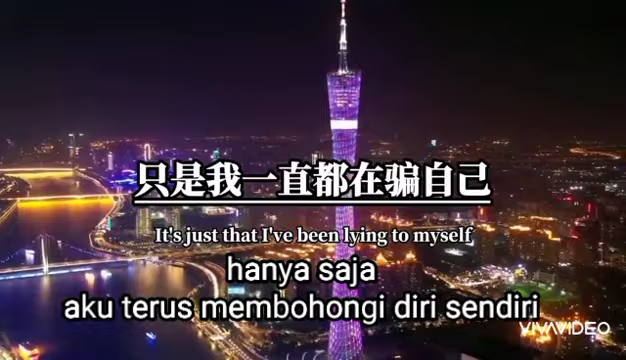 只是我一直都在骗自己
It's just that I've been lying to myself
hanya saja
aku terus membohongi diri sendiri
VIVAVIDEO